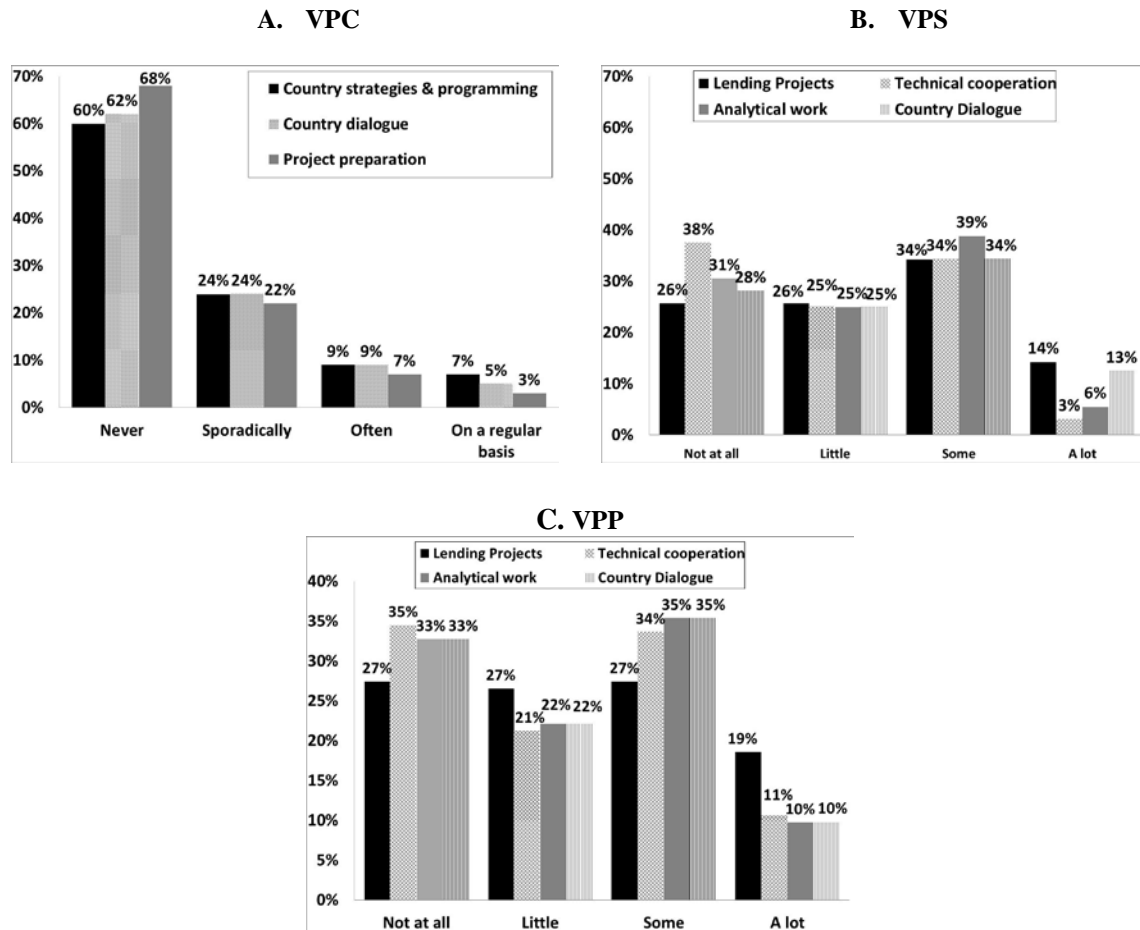 A. VPC
70%
60%
50%
40%
30%
20%
10%
0%
Country strategies & programming
Country dialogue
Project preparation
60% 62% 68%
24% 24% 22%
9% 9% 7%
7% 5% 3%
Never Sporadically Often On a regular
basis
B. VPS
Lending Projects Technical cooperation
Analytical work Country Dialogue
70%
60%
50%
40%
30%
20%
10%
0%
26% 38% 31% 28%
26% 25% 25% 25%
34% 34% 39% 34%
14% 3% 6% 13%
Not at all Little Some A lot
C. VPP
Lending Projects Technical cooperation
Analytical work Country Dialogue
40%
35%
30%
25%
20%
15%
10%
5%
0%
27% 35% 33% 33%
27% 21% 22% 22%
27% 34% 35% 35%
19% 11% 10% 10%
Not at all Little Some A lot